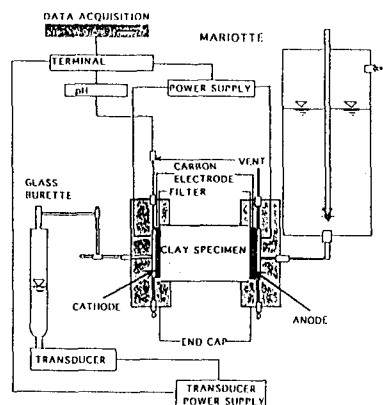 DATA ACQUISITION
MARIOTTE
TERMINAL
pH
POWER SUPPLY
CARBON
ELECTRODE
FILTER
VENT
GLASS
BURETTE
CLAY SPECIMEN
CATHODE
ANODE
END CAP
TRANSDUCER
TRANSDUCER
POWER SUPPLY